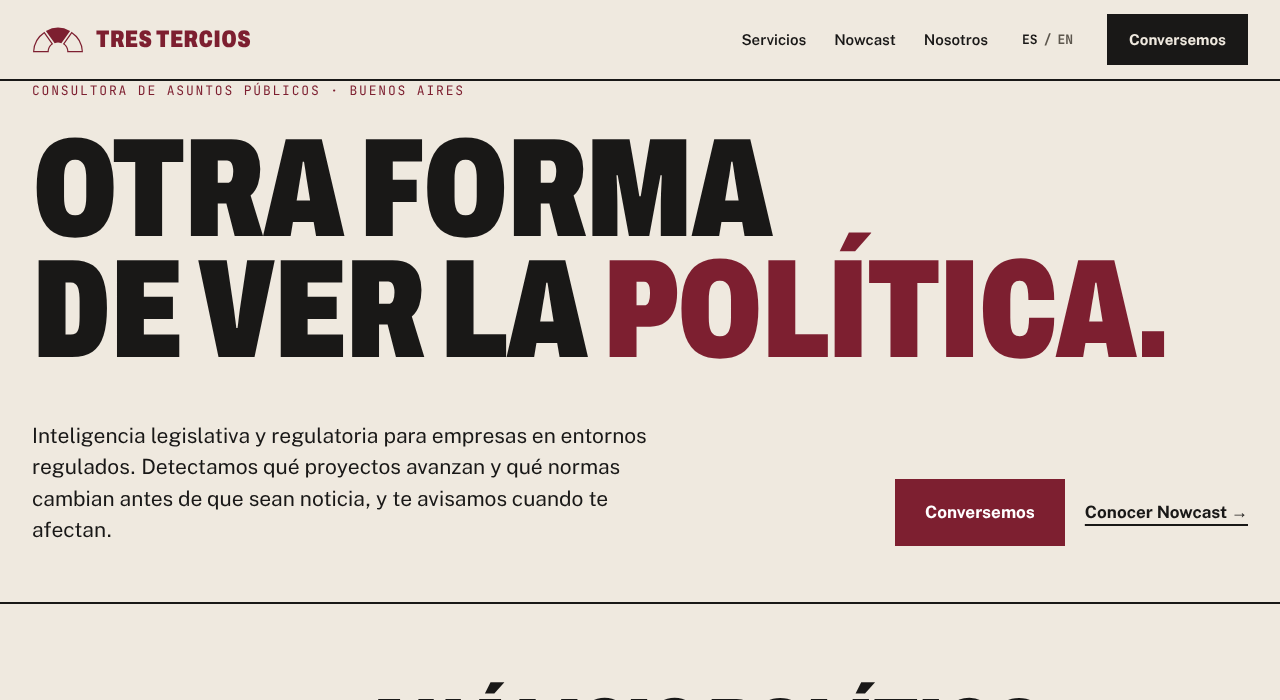 TRES TERCIOS
Servicios Nowcast Nosotros ES / EN Conversemos
CONSULTORA DE ASUNTOS PÚBLICOS · BUENOS AIRES
OTRA FORMA
DE VER LA POLÍTICA.
Inteligencia legislativa y regulatoria para empresas en entornos
regulados. Detectamos qué proyectos avanzan y qué normas
cambian antes de que sean noticia, y te avisamos cuando te
afectan.
Conversemos Conocer Nowcast →
ANÁLISIS POLÍTICO